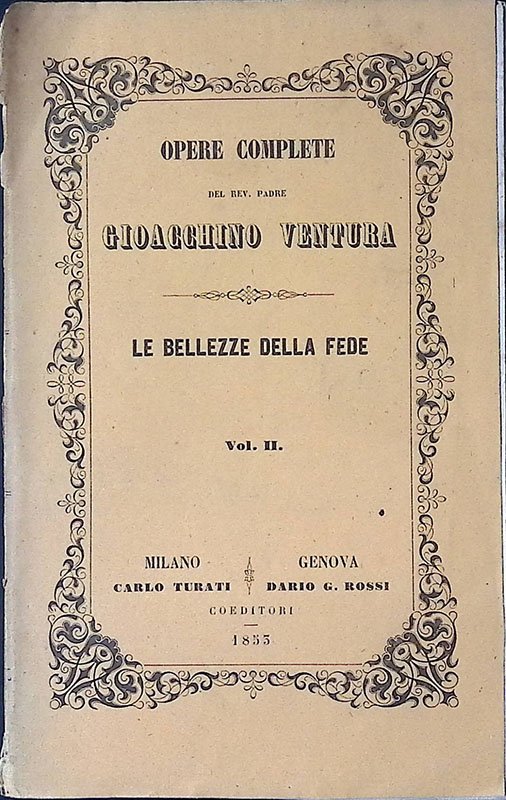 OPERE COMPLETE
DEL REV. PADRE
GIOACCHINO VENTURA
LE BELLEZZE DELLA FEDE
Vol. II.
MILANO GENOVA
CARLO TURATI DARIO G. ROSSI
COEDITORI
1853